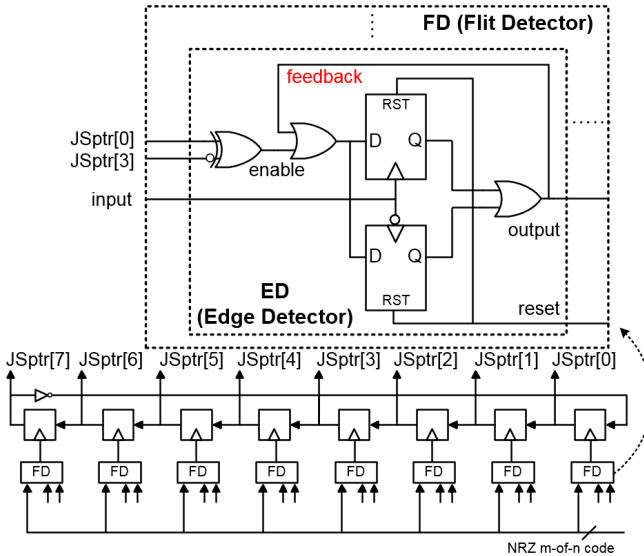 FD (Flit Detector)
feedback
RST
JSptr[0]
JSptr[3]
D
Q
enable
input
output
D
Q
ED
(Edge Detector)
RST
reset
JSptr[7] JSptr[6] JSptr[5] JSptr[4] JSptr[3] JSptr[2] JSptr[1] JSptr[0]
FD FD FD FD FD FD FD FD
NRZ m-of-n code